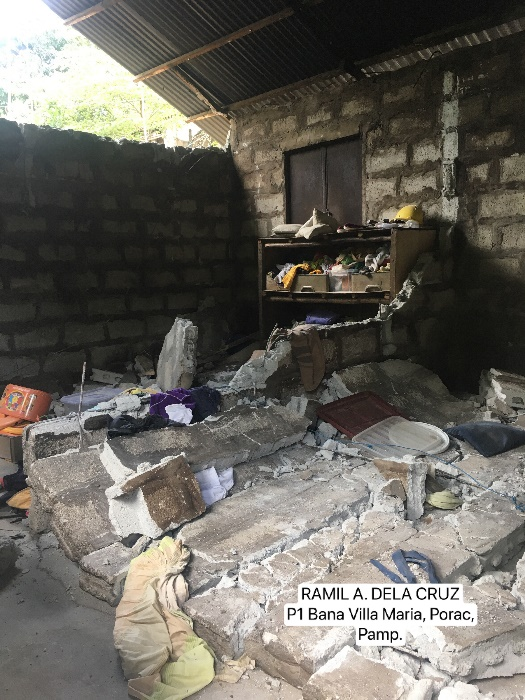 RAMIL A. DELA CRUZ
P1 Bana Villa Maria, Porac,
Pamp.